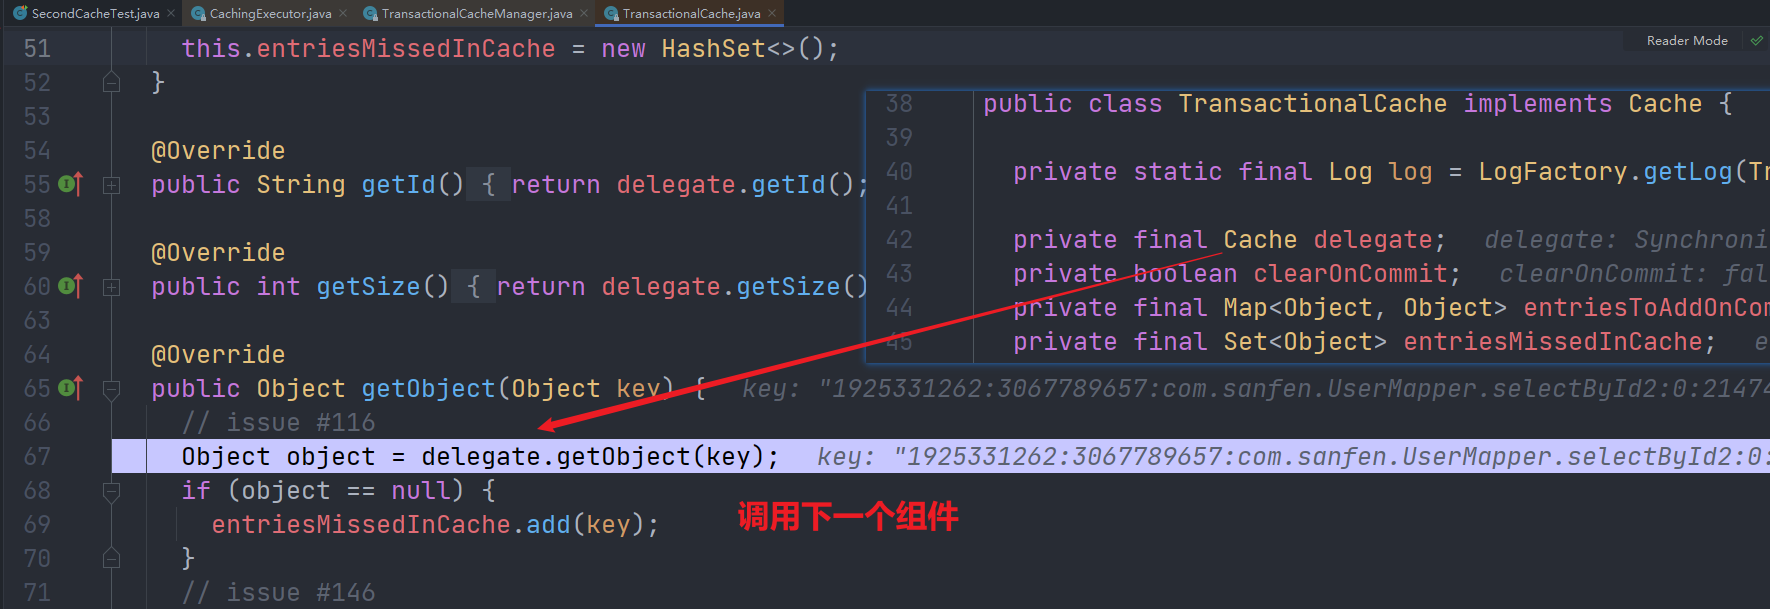 SecondCacheTest.java CachingExecutor.java TransactionalCacheManager.java TransactionalCache.java
Reader Mode
51 this.entriesMissedInCache = new HashSet<>();
52 }
53
54 @Override
55 public String getId() { return delegate.getId();
58
59 @Override
60 public int getSize() { return delegate.getSize()
63
64 @Override
65 public Object getObject(Object key) { key: "1925331262:3067789657:com.sanfen.UserMapper.selectById2:0:21474
66 // issue #116
67 Object object = delegate.getObject(key); key: "1925331262:3067789657:com.sanfen.UserMapper.selectById2:0:
68 if (object == null) {
69 entriesMissedInCache.add(key);
70 }
71 // issue #146
38 public class TransactionalCache implements Cache {
39
40 private static final Log log = LogFactory.getLog(Tr
41
42 private final Cache delegate; delegate: Synchroni
43 private boolean clearOnCommit; clearOnCommit: fal
44 private final Map<Object, Object> entriesToAddOnCom
45 private final Set<Object> entriesMissedInCache; e
调用下一个组件